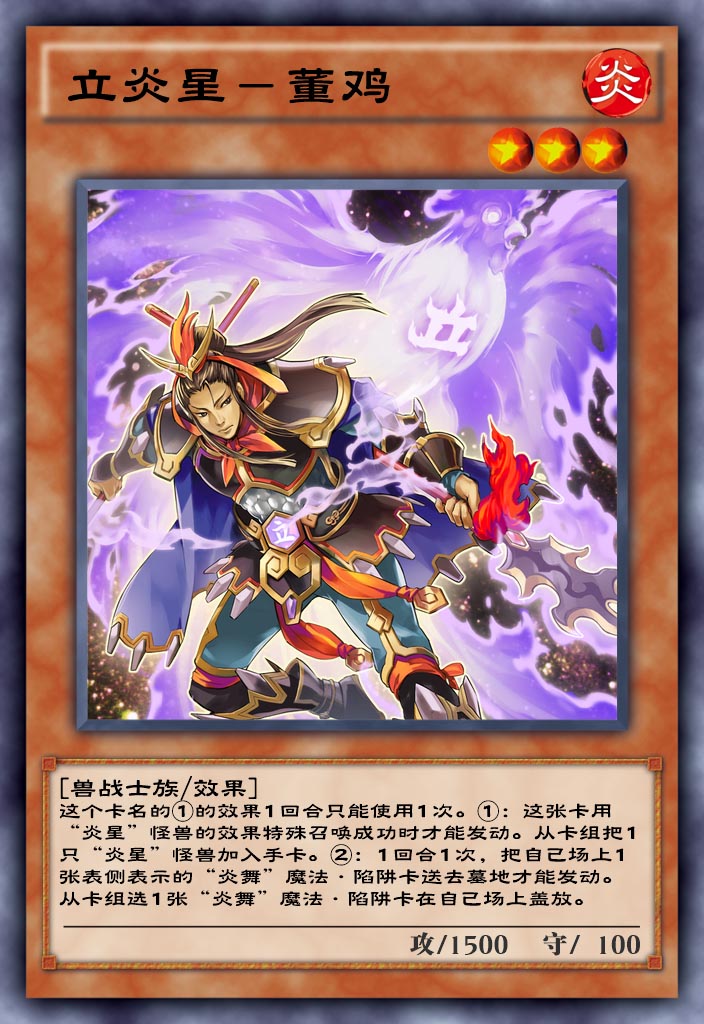 立炎星－董鸡
炎
立
立
[兽战士族/效果]
这个卡名的①的效果1回合只能使用1次。①：这张卡用
“炎星”怪兽的效果特殊召唤成功时才能发动。从卡组把1
只“炎星”怪兽加入手卡。②：1回合1次，把自己场上1
张表侧表示的“炎舞”魔法·陷阱卡送去墓地才能发动。
从卡组选1张“炎舞”魔法·陷阱卡在自己场上盖放。
攻/1500 守/ 100